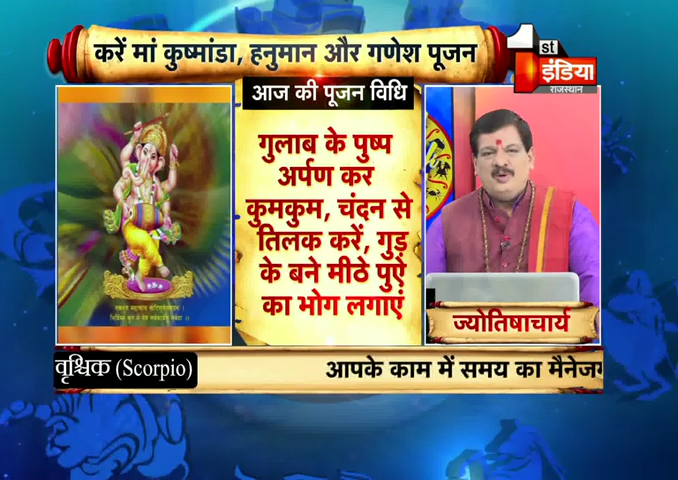 करें मां कुष्मांडा, हनुमान और गणेश पूजन
1st
इंडिया
राजस्थान
आज की पूजन विधि
गुलाब के पुष्प
अर्पण कर
कुमकुम, चंदन से
तिलक करें, गुड़
के बने मीठे पुऐं
का भोग लगाएं
ज्योतिषाचार्य
वृश्चिक (Scorpio)
आपके काम में समय का मैनेजम